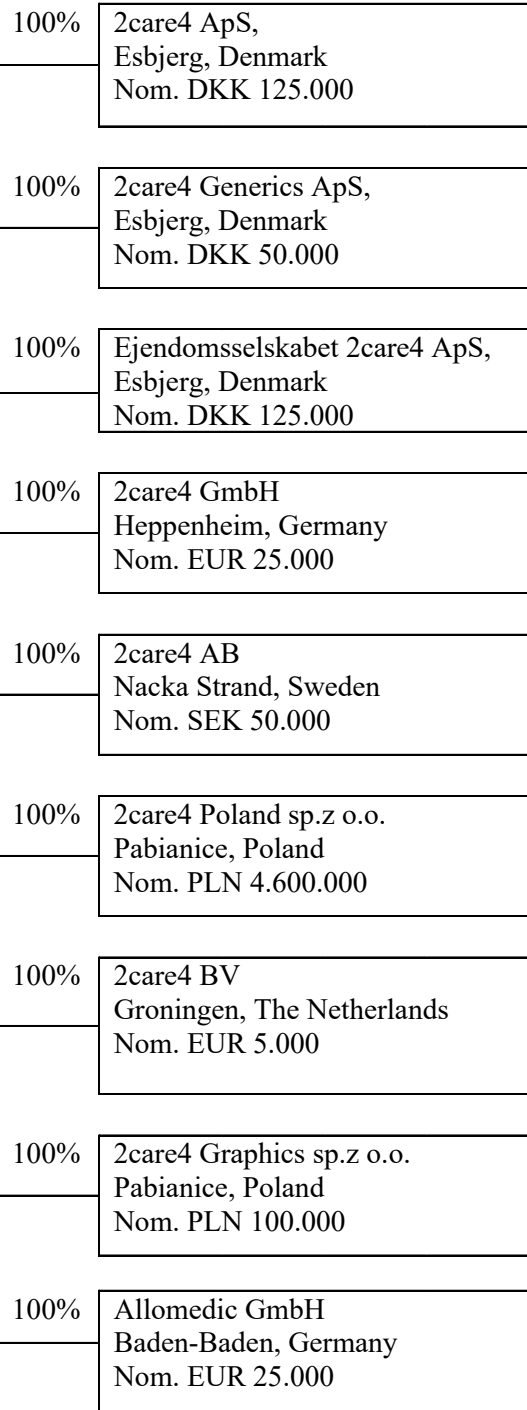 100% 2care4 ApS,
Esbjerg, Denmark
Nom. DKK 125.000
100% 2care4 Generics ApS,
Esbjerg, Denmark
Nom. DKK 50.000
100% Ejendomsselskabet 2care4 ApS,
Esbjerg, Denmark
Nom. DKK 125.000
100% 2care4 GmbH
Heppenheim, Germany
Nom. EUR 25.000
100% 2care4 AB
Nacka Strand, Sweden
Nom. SEK 50.000
100% 2care4 Poland sp.z o.o.
Pabianice, Poland
Nom. PLN 4.600.000
100% 2care4 BV
Groningen, The Netherlands
Nom. EUR 5.000
100% 2care4 Graphics sp.z o.o.
Pabianice, Poland
Nom. PLN 100.000
100% Allomedic GmbH
Baden-Baden, Germany
Nom. EUR 25.000